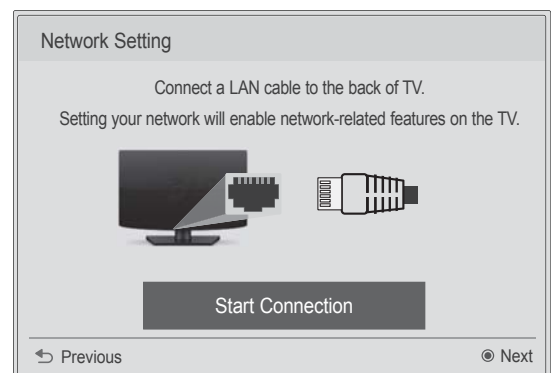 Network Setting
Connect a LAN cable to the back of TV.
Setting your network will enable network-related features on the TV.
Start Connection
Previous
Next